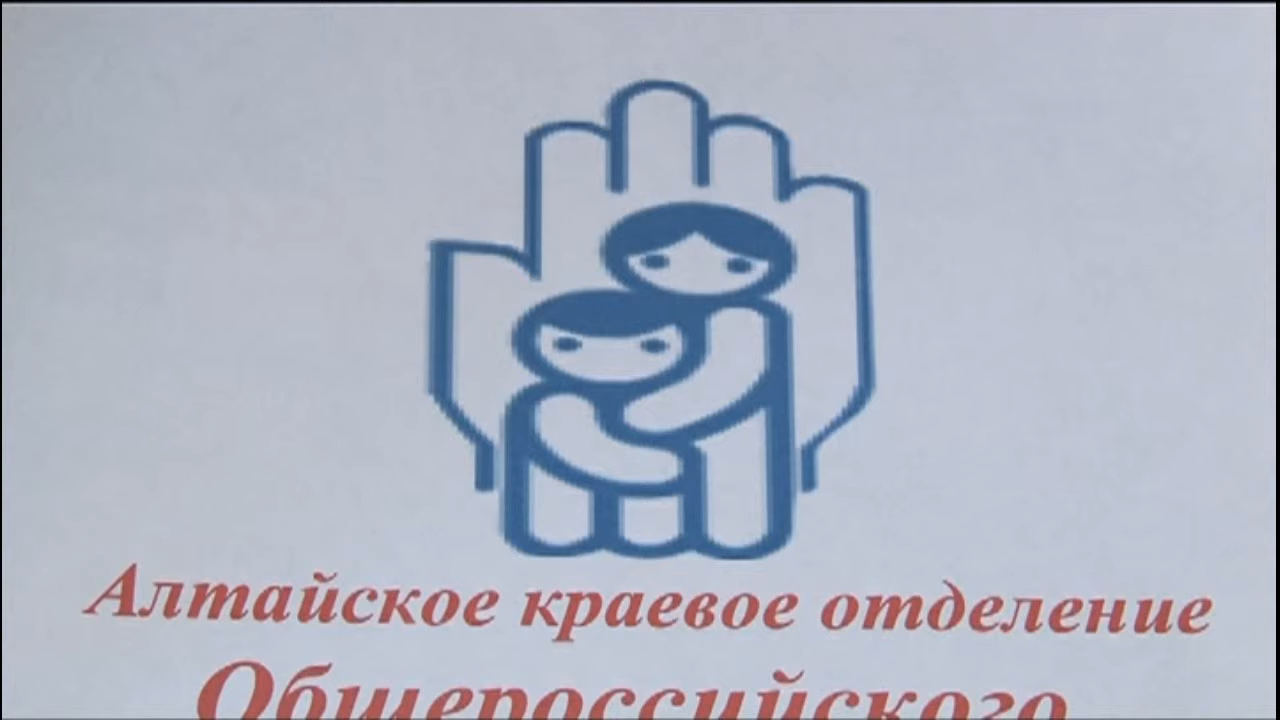 Алтайское краевое отделение
Общероссийского